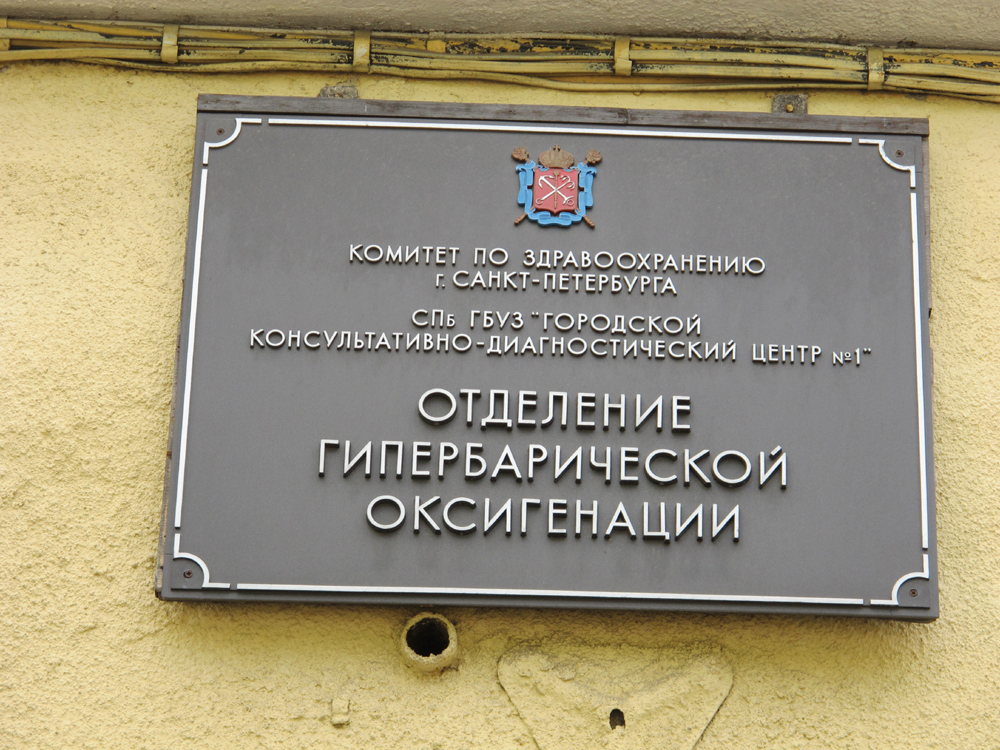 КОМИТЕТ ПО ЗДРАВООХРАНЕНИЮ
Г. САНКТ-ПЕТЕРБУРГА
СПб ГБУЗ "ГОРОДСКОЙ
КОНСУЛЬТАТИВНО-ДИАГНОСТИЧЕСКИЙ ЦЕНТР №1"
ОТДЕЛЕНИЕ
ГИПЕРБАРИЧЕСКОЙ
ОКСИГЕНАЦИИ